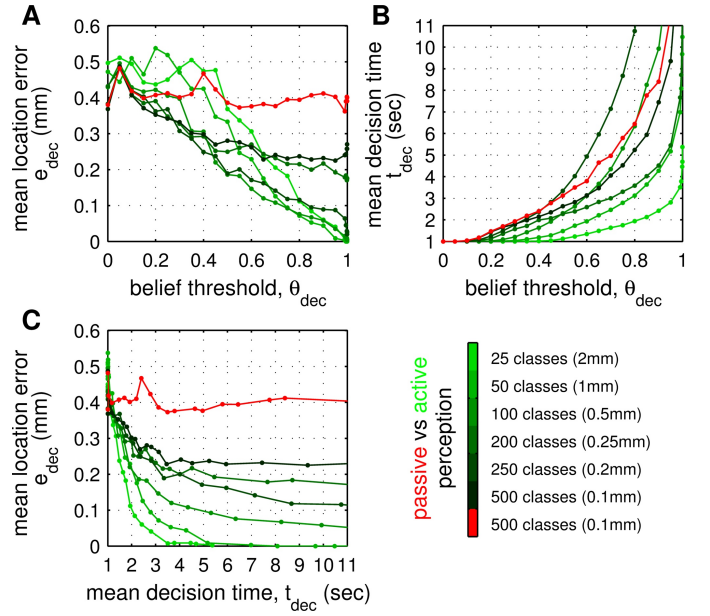 A
0.6
0.5
0.4
0.3
0.2
0.1
0
mean location error
e_dec (mm)
0 0.2 0.4 0.6 0.8 1
belief threshold, θ_dec
B
11
10
9
8
7
6
5
4
3
2
1
mean decision time
t_dec (sec)
0 0.2 0.4 0.6 0.8 1
belief threshold, θ_dec
C
0.6
0.5
0.4
0.3
0.2
0.1
0
mean location error
e_dec (mm)
1 2 3 4 5 6 7 8 9 10 11
mean decision time, t_dec (sec)
passive vs active
perception
25 classes (2mm)
50 classes (1mm)
100 classes (0.5mm)
200 classes (0.25mm)
250 classes (0.2mm)
500 classes (0.1mm)
500 classes (0.1mm)